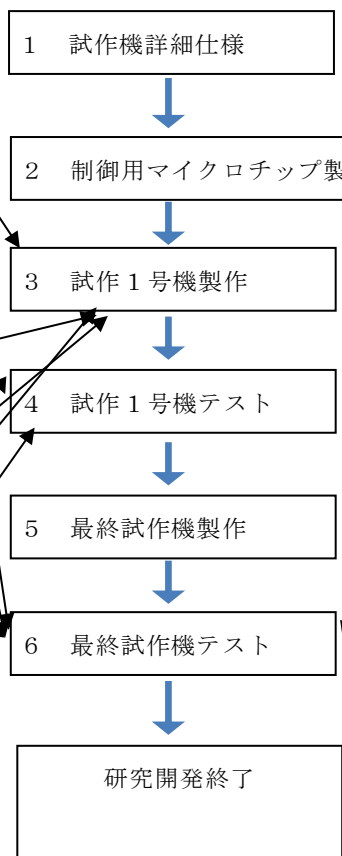 1 試作機詳細仕様
2 制御用マイクロチップ製
3 試作1号機製作
4 試作1号機テスト
5 最終試作機製作
6 最終試作機テスト
研究開発終了